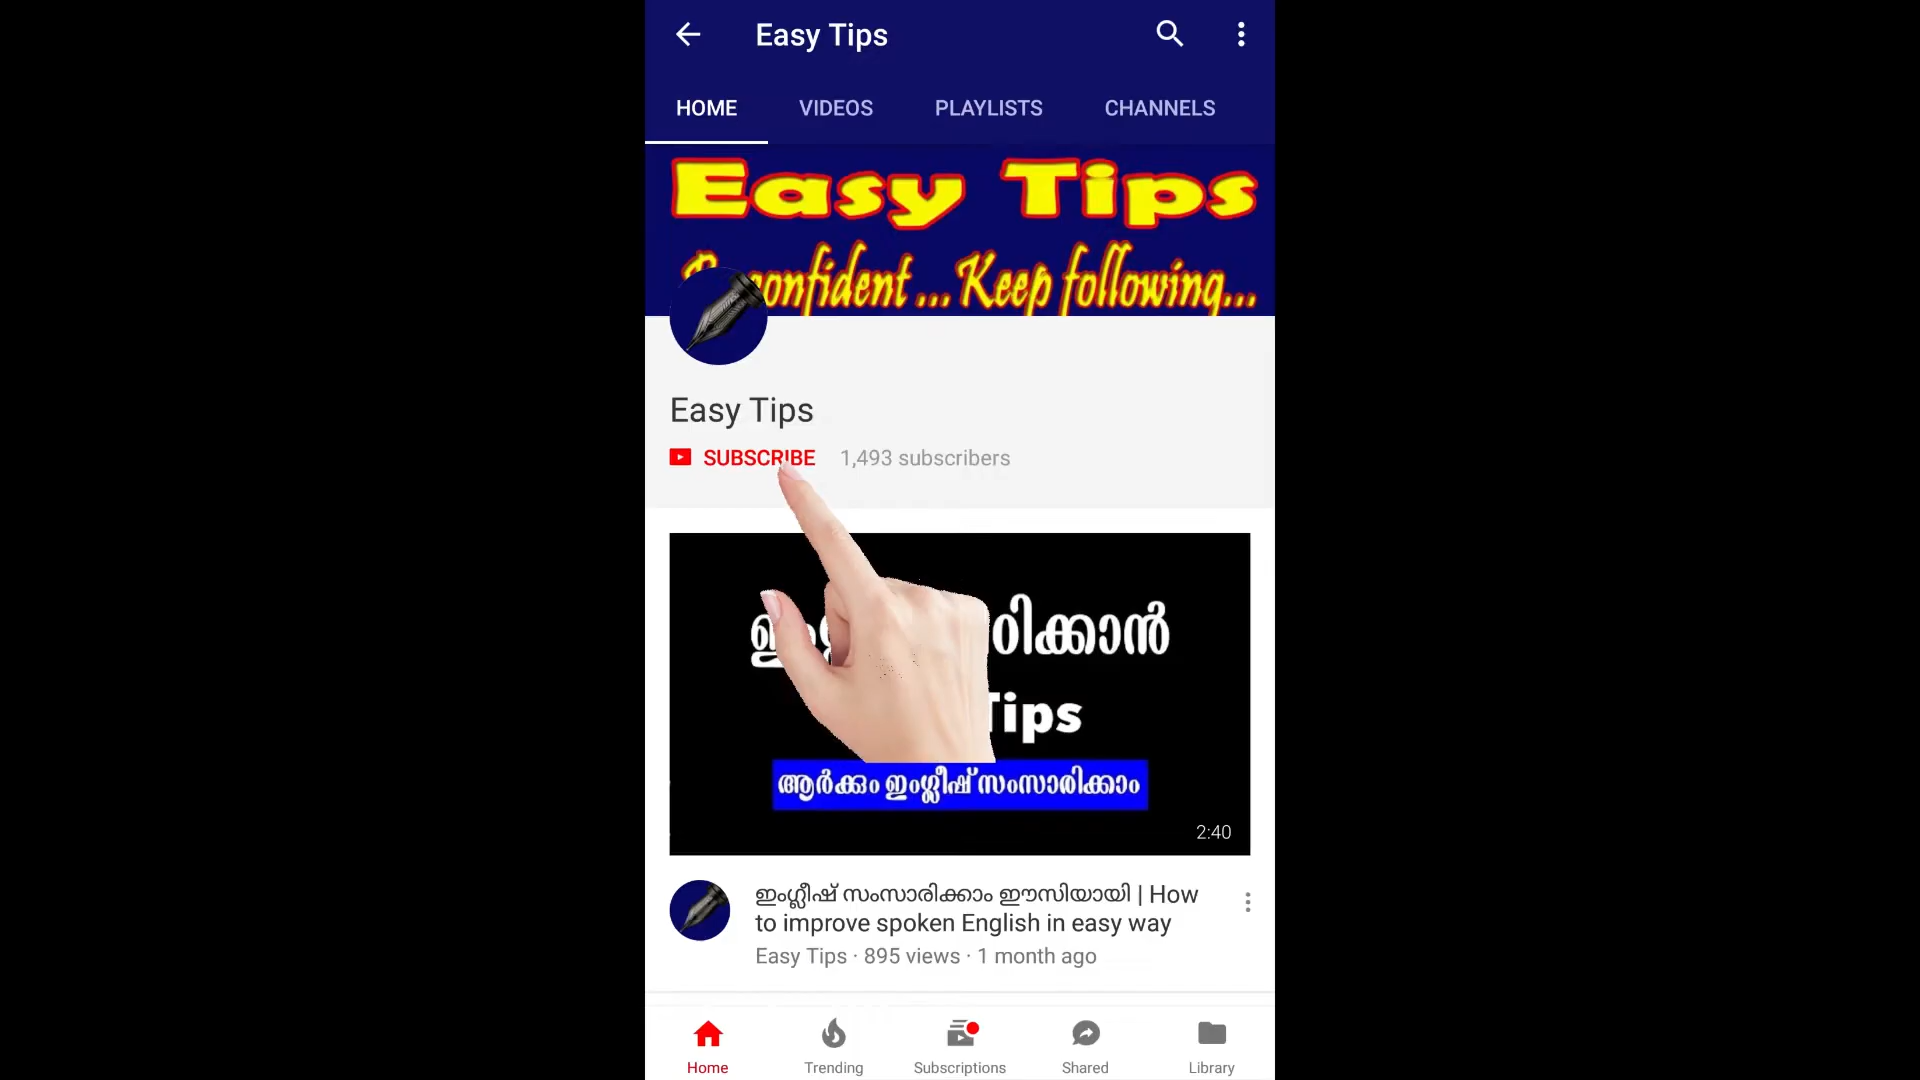 Easy Tips
HOME VIDEOS PLAYLISTS CHANNELS
Easy Tips
confident ... Keep following...
Easy Tips
SUBSCRIBE 1,493 subscribers
Tips
ആർക്കും ഇംഗ്ലീഷ് സംസാരിക്കാം
2:40
ഇംഗ്ലീഷ് സംസാരിക്കാം ഈസിയായി | How
to improve spoken English in easy way
Easy Tips · 895 views · 1 month ago
Home Trending Subscriptions Shared Library